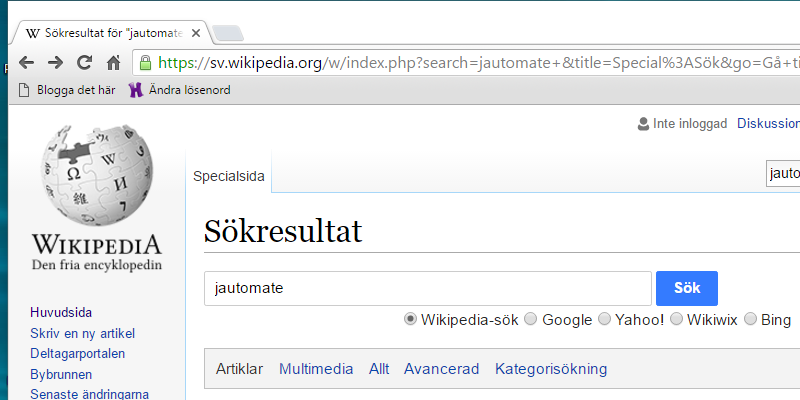 Sökresultat för "jautomate
https://sv.wikipedia.org/w/index.php?search=jautomate+&title=Special%3ASök&go=Gå+ti
Blogga det här Ändra lösenord
Inte inloggad Diskussion
Specialsida
jauto
WIKIPEDIA
Den fria encyklopedin
Sökresultat
jautomate Sök
Wikipedia-sök Google Yahoo! Wikiwix Bing
Artiklar Multimedia Allt Avancerad Kategorisökning
Huvudsida
Skriv en ny artikel
Deltagarportalen
Bybrunnen
Senaste ändringarna